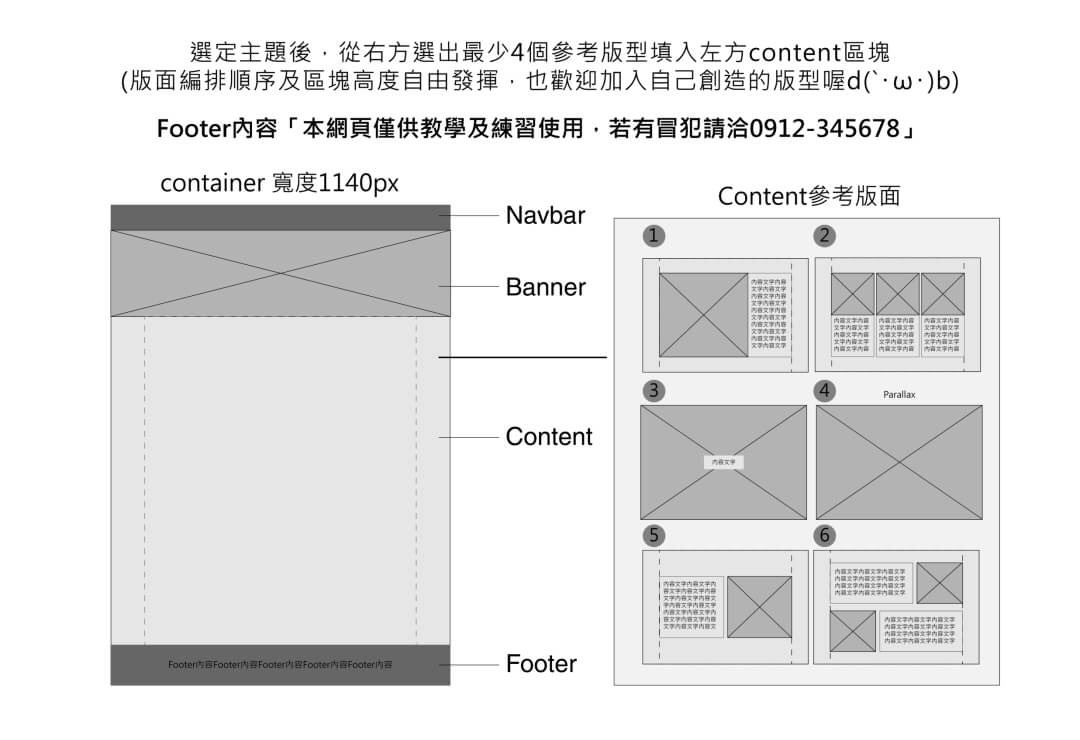 選定主題後，從右方選出最少4個參考版型填入左方content區塊
(版面編排順序及區塊高度自由發揮，也歡迎加入自己創造的版型喔d(`･ω･)b)
Footer內容「本網頁僅供教學及練習使用，若有冒犯請洽0912-345678」
container 寬度1140px
Navbar
Banner
Content
Footer內容Footer內容Footer內容Footer內容Footer內容
Footer
Content參考版面
1
內容文字內容
文字內容文字
內容文字內容
文字內容文字
內容文字內容
文字內容文字
內容文字內容
文字內容文字
內容文字內容
文字內容文字
2
內容文字內容 內容文字內容 內容文字內容
文字內容文字 文字內容文字 文字內容文字
內容文字內容 內容文字內容 內容文字內容
文字內容文字 文字內容文字 文字內容文字
內容文字內容 內容文字內容 內容文字內容
3
內容文字
4
Parallax
5
內容文字內容文字內
容文字內容文字內容
文字內容文字內容文
字內容文字內容文字
內容文字內容文字內
容文字內容文字內容
文字內容文字內容文
6
內容文字內容文字內容文字
內容文字內容文字內容文字
內容文字內容文字內容文字
內容文字內容文字內容文字
內容文字內容文字內容文字
內容文字內容文字內容文字
內容文字內容文字內容文字
內容文字內容文字內容文字